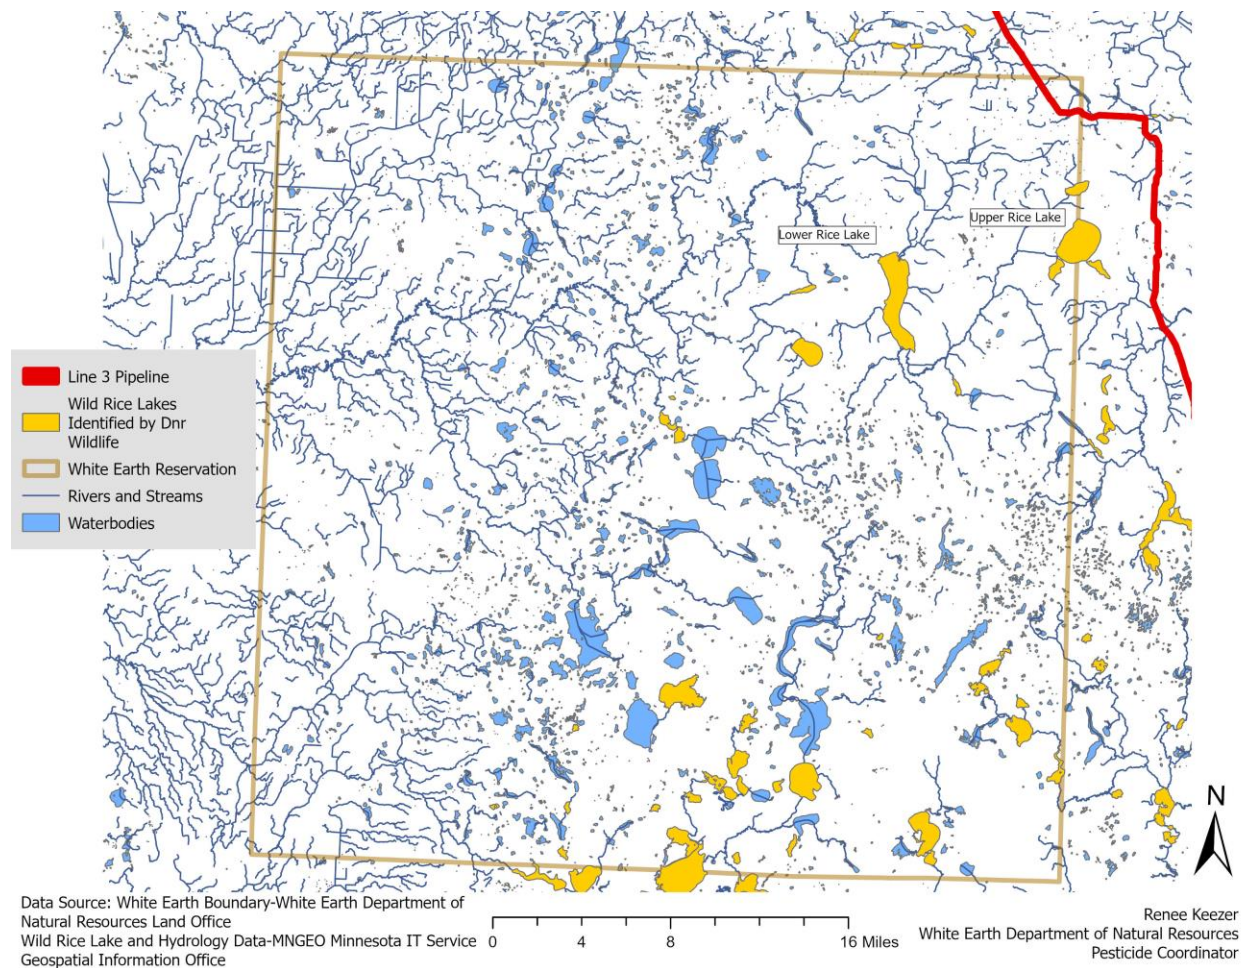 Upper Rice Lake
Lower Rice Lake
Line 3 Pipeline
Wild Rice Lakes
Identified by Dnr
Wildlife
White Earth Reservation
Rivers and Streams
Waterbodies
N
Data Source: White Earth Boundary-White Earth Department of
Natural Resources Land Office
Wild Rice Lake and Hydrology Data-MNGEO Minnesota IT Service
Geospatial Information Office
0 4 8 16 Miles
Renee Keezer
White Earth Department of Natural Resources
Pesticide Coordinator